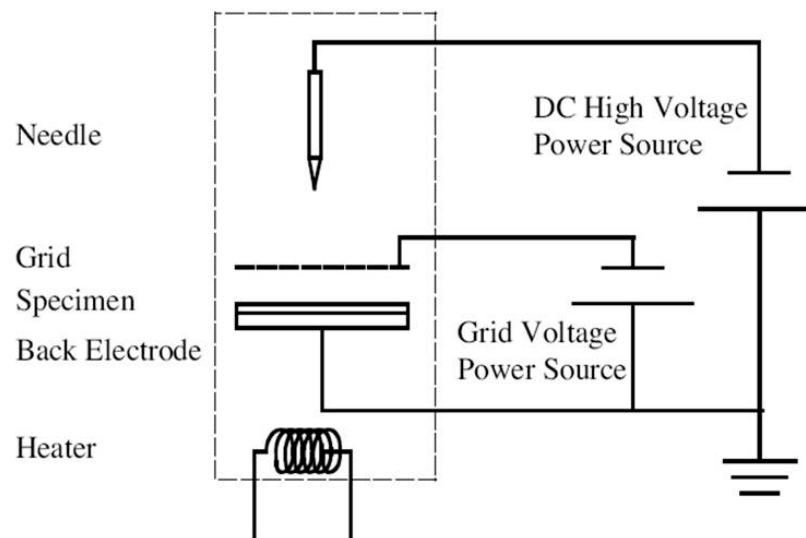 Needle
DC High Voltage
Power Source
Grid
Specimen
Back Electrode
Grid Voltage
Power Source
Heater